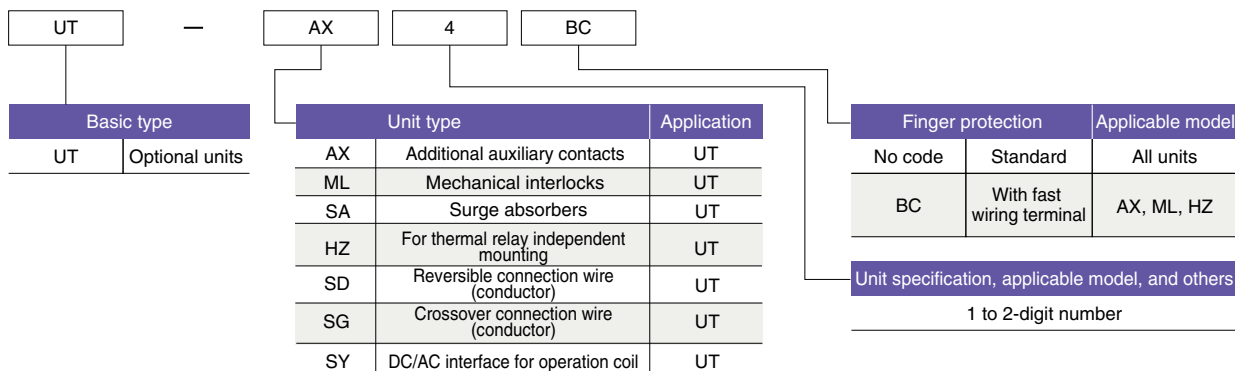 UT — AX 4 BC
Basic type
UT Optional units
Unit type Application
AX Additional auxiliary contacts UT
ML Mechanical interlocks UT
SA Surge absorbers UT
HZ For thermal relay independent
mounting UT
SD Reversible connection wire
(conductor) UT
SG Crossover connection wire
(conductor) UT
SY DC/AC interface for operation coil UT
Finger protection Applicable model
No code Standard All units
BC With fast
wiring terminal AX, ML, HZ
Unit specification, applicable model, and others
1 to 2-digit number